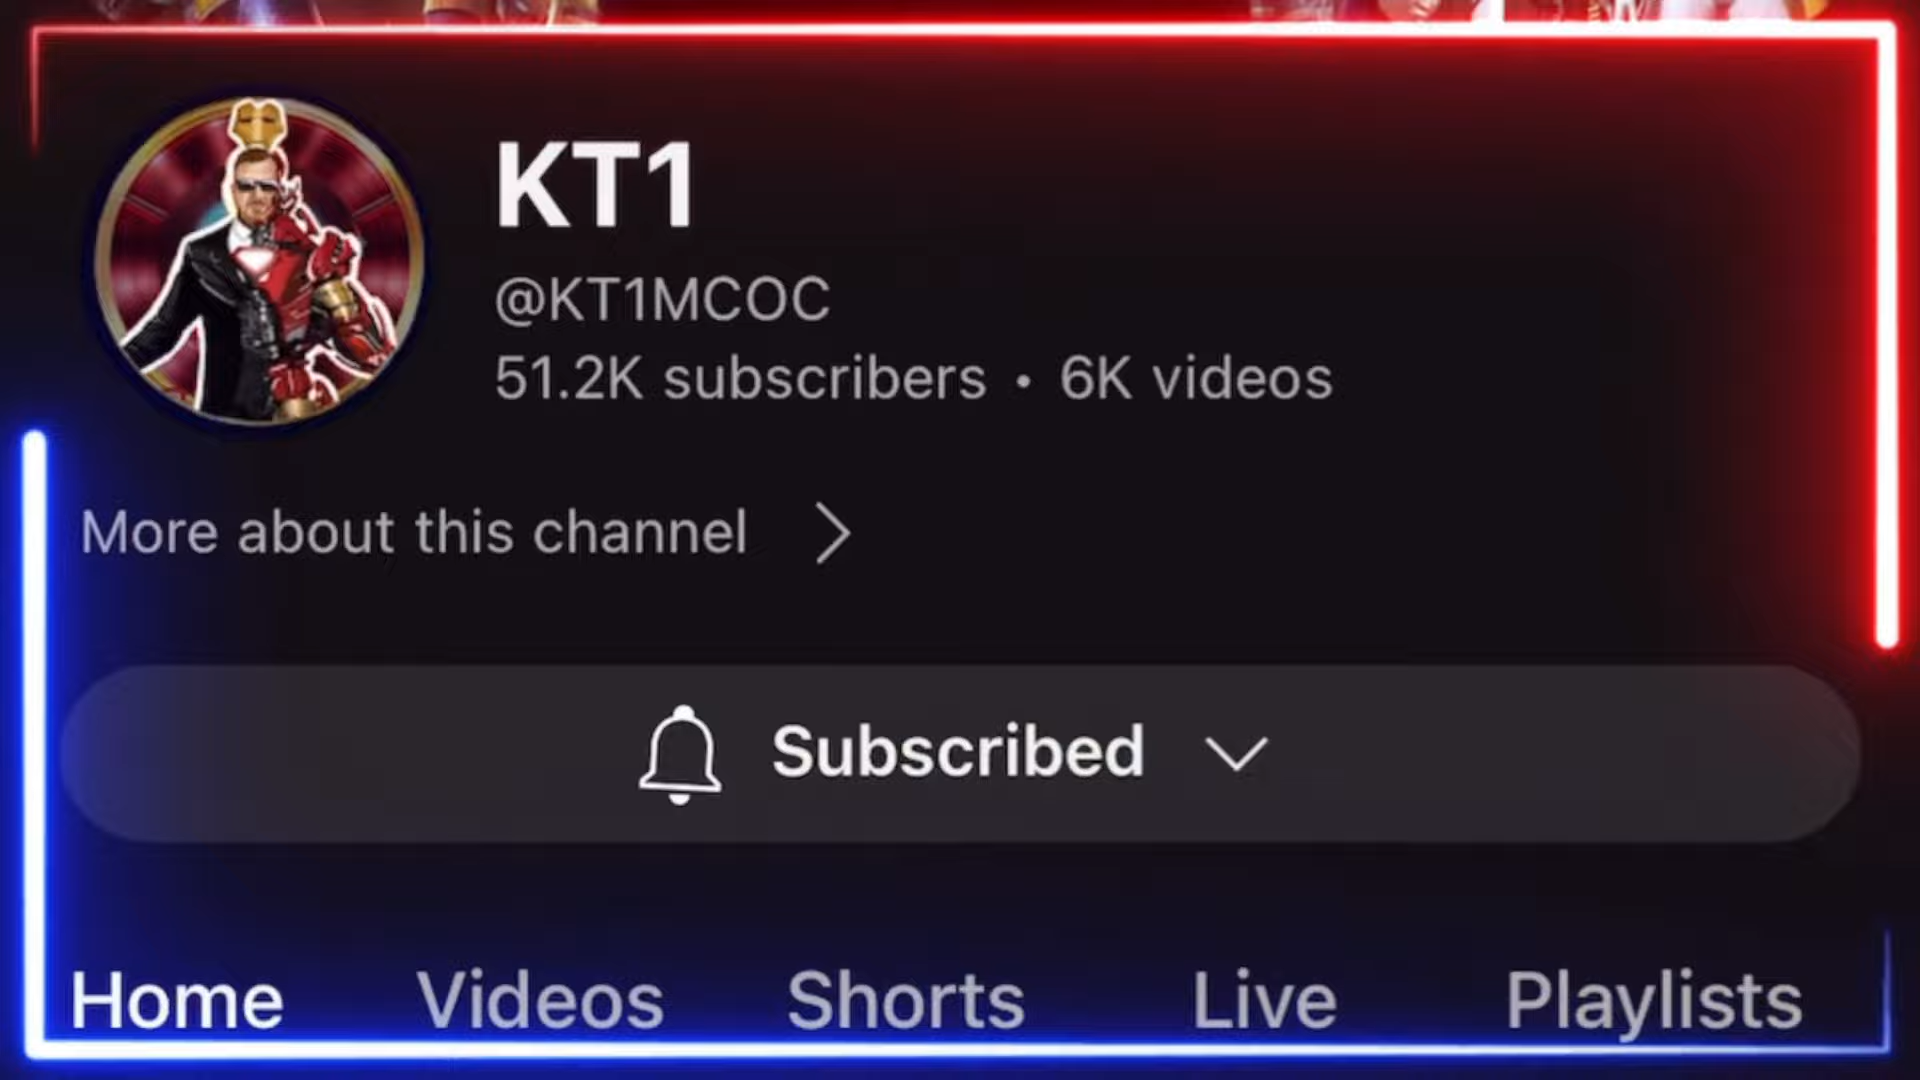 KT1
@KT1MCOC
51.2K subscribers • 6K videos
More about this channel
Subscribed
Home Videos Shorts Live Playlists